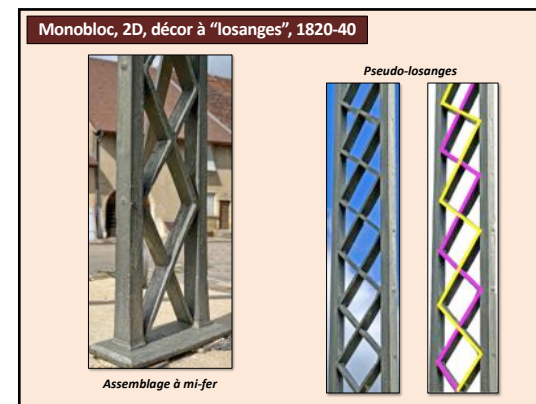 Monobloc, 2D, décor à “losanges”, 1820-40
Pseudo-losanges
Assemblage à mi-fer